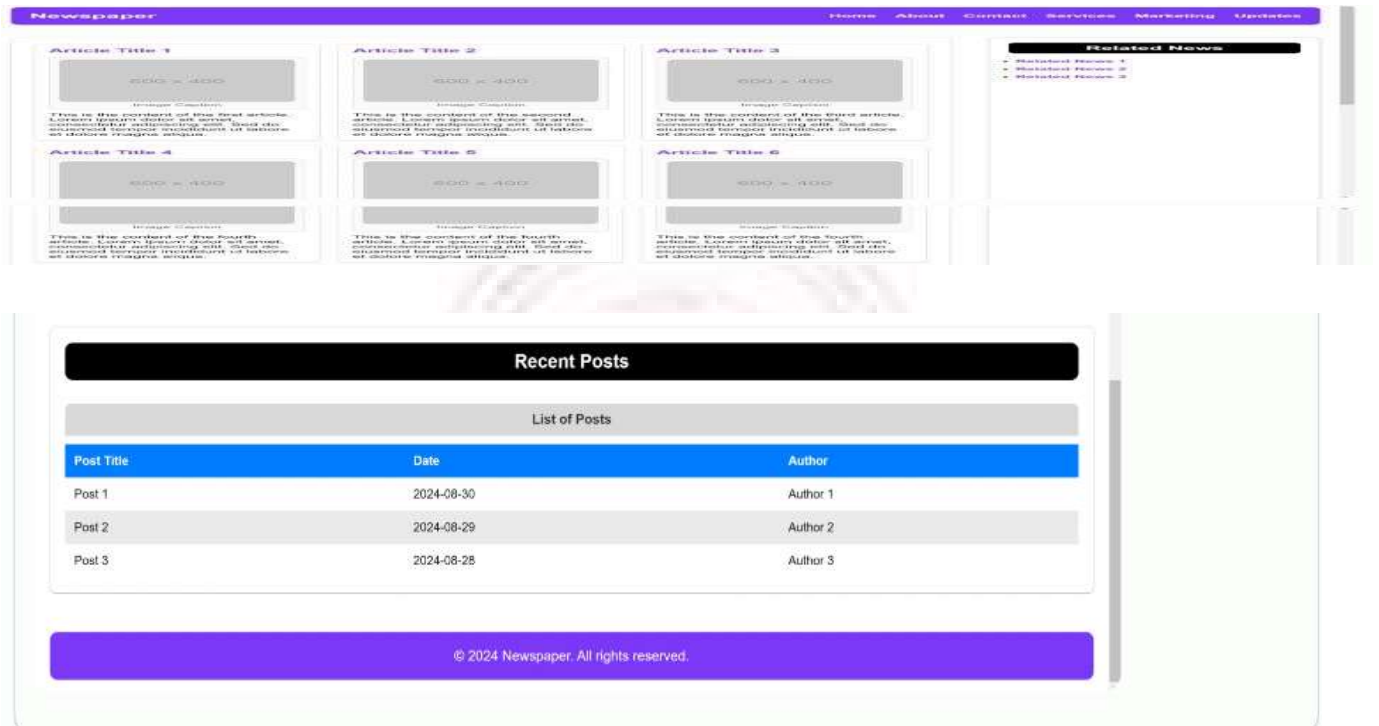 Newspaper
Home About Contact Services Marketing Updates
Article Title 1
600 × 400
Image Caption
This is the content of the first article.
Lorem ipsum dolor sit amet,
consectetur adipiscing elit. Sed do
eiusmod tempor incididunt ut labore
et dolore magna aliqua.
Article Title 2
600 × 400
Image Caption
This is the content of the second
article. Lorem ipsum dolor sit amet,
consectetur adipiscing elit. Sed do
eiusmod tempor incididunt ut labore
et dolore magna aliqua.
Article Title 3
600 × 400
Image Caption
This is the content of the third article.
Lorem ipsum dolor sit amet,
consectetur adipiscing elit. Sed do
eiusmod tempor incididunt ut labore
et dolore magna aliqua.
Article Title 4
600 × 400
Image Caption
This is the content of the fourth
article. Lorem ipsum dolor sit amet,
consectetur adipiscing elit. Sed do
eiusmod tempor incididunt ut labore
et dolore magna aliqua.
Article Title 5
600 × 400
Image Caption
This is the content of the fourth
article. Lorem ipsum dolor sit amet,
consectetur adipiscing elit. Sed do
eiusmod tempor incididunt ut labore
et dolore magna aliqua.
Article Title 6
600 × 400
Image Caption
This is the content of the fourth
article. Lorem ipsum dolor sit amet,
consectetur adipiscing elit. Sed do
eiusmod tempor incididunt ut labore
et dolore magna aliqua.
Related News
Related News 1
Related News 2
Related News 3
Recent Posts
List of Posts
Post Title Date Author
Post 1 2024-08-30 Author 1
Post 2 2024-08-29 Author 2
Post 3 2024-08-28 Author 3
© 2024 Newspaper. All rights reserved.